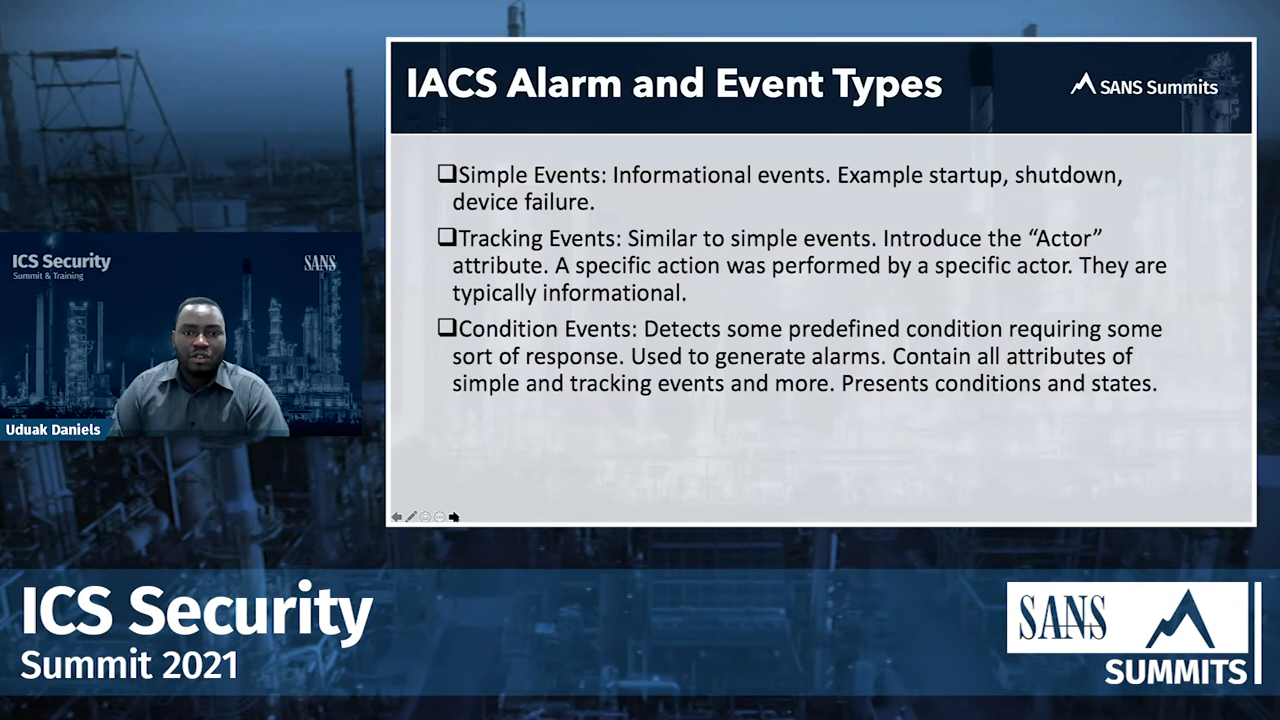 IACS Alarm and Event Types
SANS Summits
❑Simple Events: Informational events. Example startup, shutdown,
device failure.
❑Tracking Events: Similar to simple events. Introduce the “Actor”
attribute. A specific action was performed by a specific actor. They are
typically informational.
❑Condition Events: Detects some predefined condition requiring some
sort of response. Used to generate alarms. Contain all attributes of
simple and tracking events and more. Presents conditions and states.
ICS Security
Summit & Training
SANS
Uduak Daniels
ICS Security
Summit 2021
SANS
SUMMITS